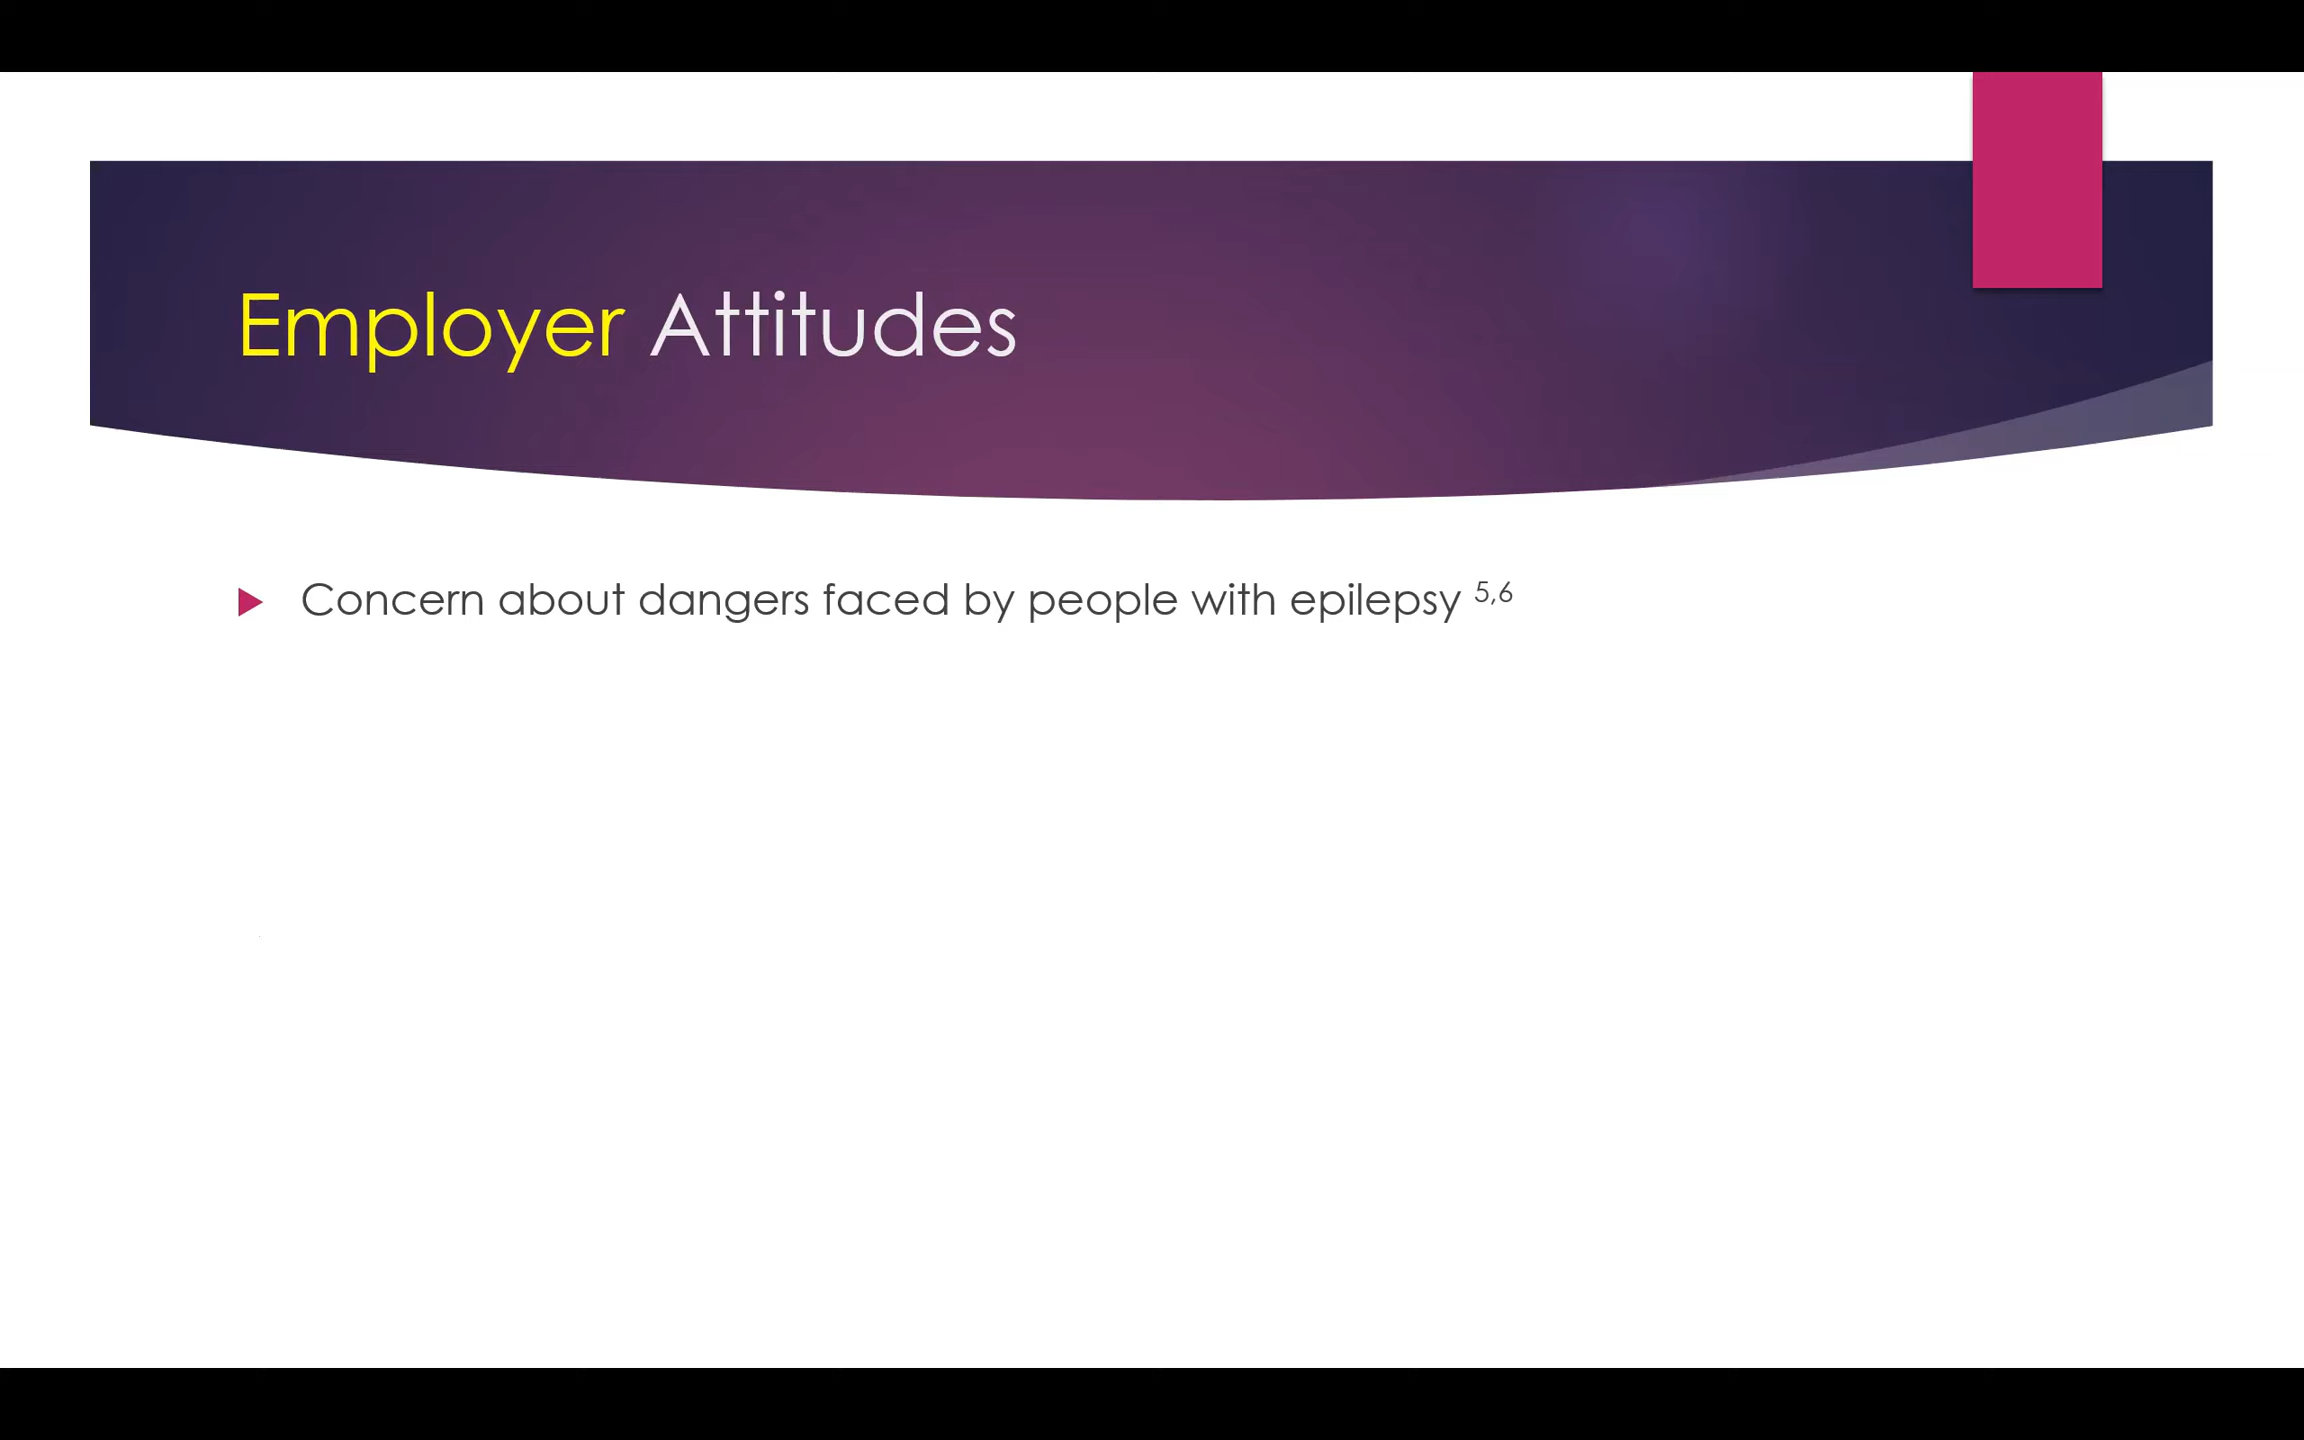 Employer Attitudes
Concern about dangers faced by people with epilepsy 5,6